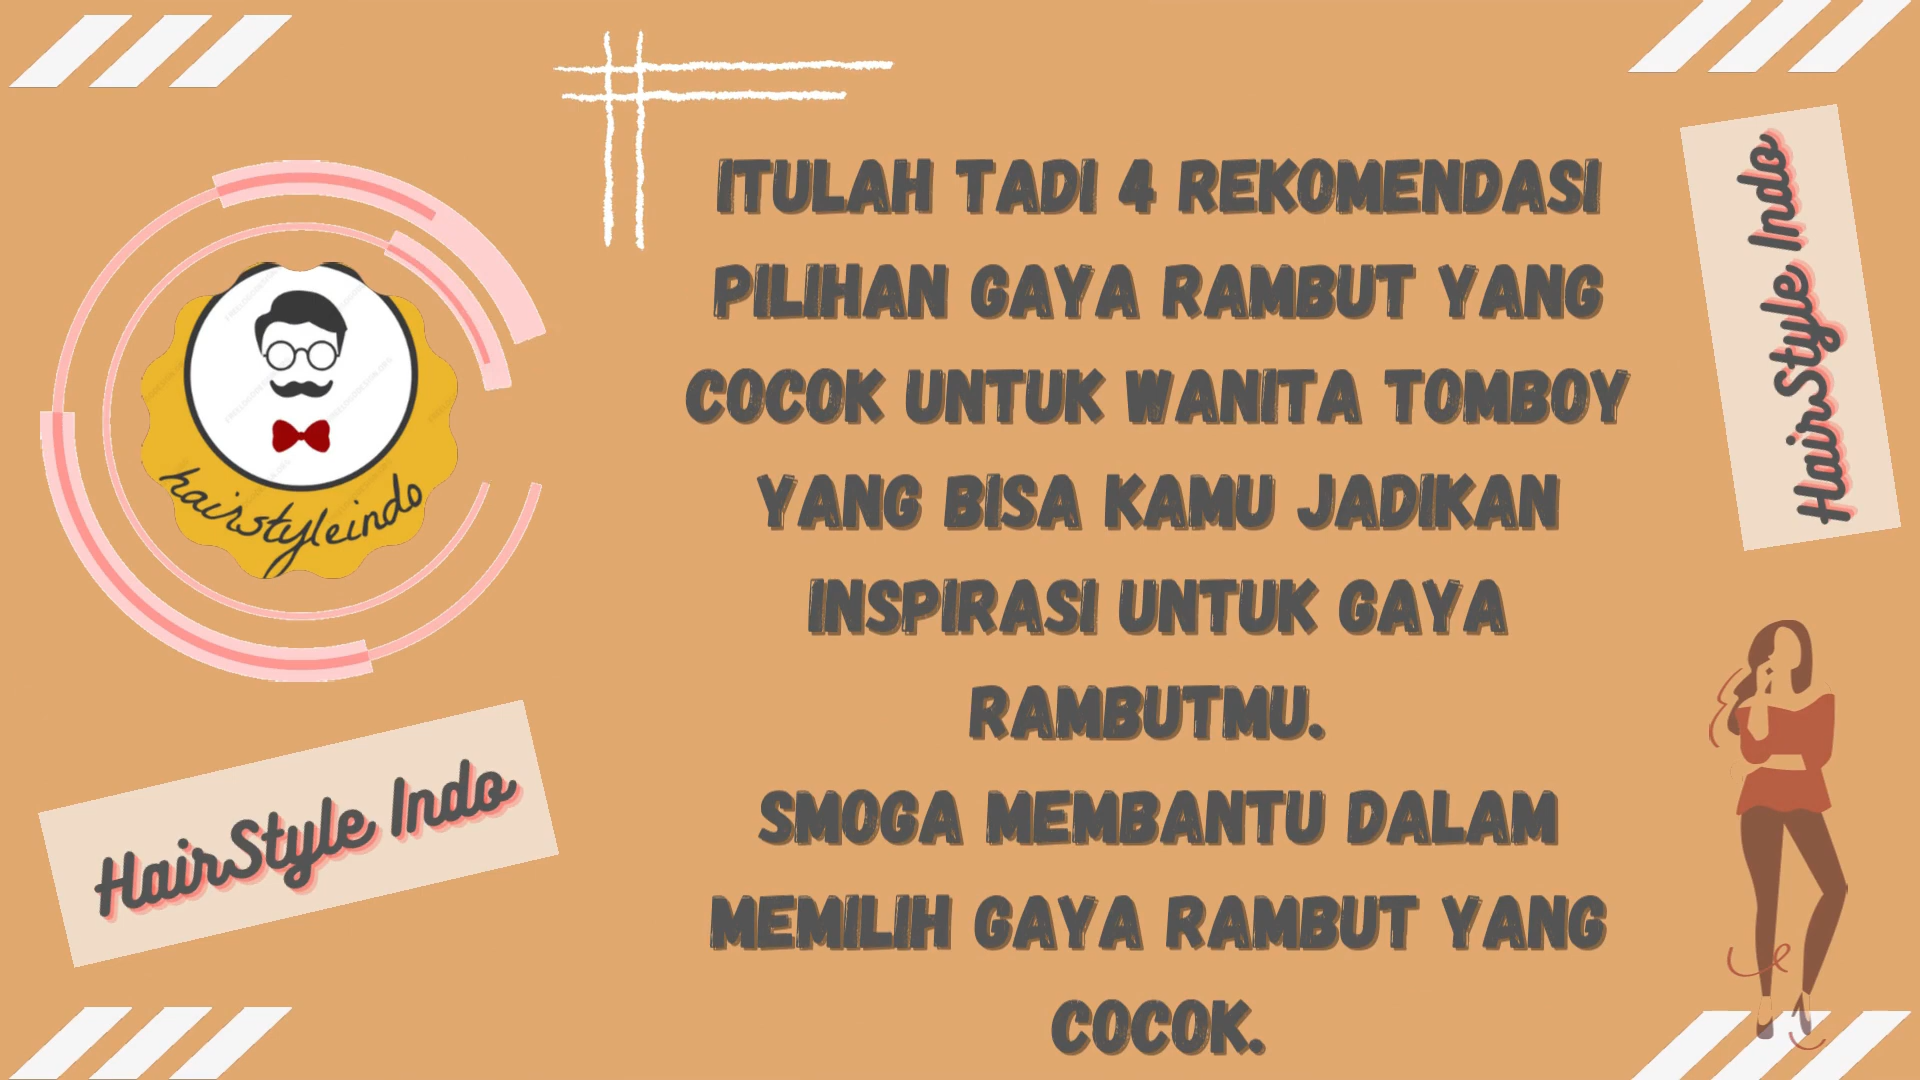 ITULAH TADI 4 REKOMENDASI
PILIHAN GAYA RAMBUT YANG
COCOK UNTUK WANITA TOMBOY
YANG BISA KAMU JADIKAN
INSPIRASI UNTUK GAYA
RAMBUTMU.
SMOGA MEMBANTU DALAM
MEMILIH GAYA RAMBUT YANG
COCOK.
hairstyleindo
HairStyle Indo
HairStyle Indo